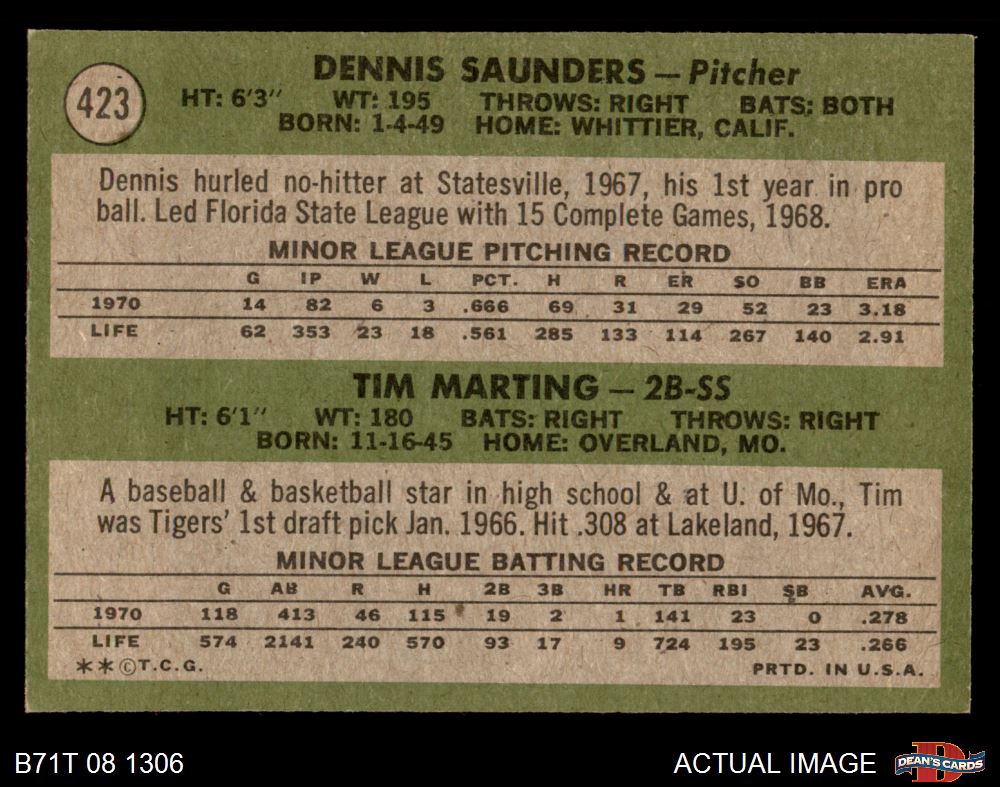 423
DENNIS SAUNDERS — Pitcher
HT: 6'3" WT: 195 THROWS: RIGHT BATS: BOTH
BORN: 1-4-49 HOME: WHITTIER, CALIF.
Dennis hurled no-hitter at Statesville, 1967, his 1st year in pro
ball. Led Florida State League with 15 Complete Games, 1968.
MINOR LEAGUE PITCHING RECORD
G IP W L PCT. H R ER SO BB ERA
1970 14 82 6 3 .666 69 31 29 52 23 3.18
LIFE 62 353 23 18 .561 285 133 114 267 140 2.91
TIM MARTING — 2B-SS
HT: 6'1" WT: 180 BATS: RIGHT THROWS: RIGHT
BORN: 11-16-45 HOME: OVERLAND, MO.
A baseball & basketball star in high school & at U. of Mo., Tim
was Tigers' 1st draft pick Jan. 1966. Hit .308 at Lakeland, 1967.
MINOR LEAGUE BATTING RECORD
G AB R H 2B 3B HR TB RBI SB AVG.
1970 118 413 46 115 19 2 1 141 23 0 .278
LIFE 574 2141 240 570 93 17 9 724 195 23 .266
**©T.C.G. PRTD. IN U.S.A.
B71T 08 1306 ACTUAL IMAGE DEAN'S CARDS